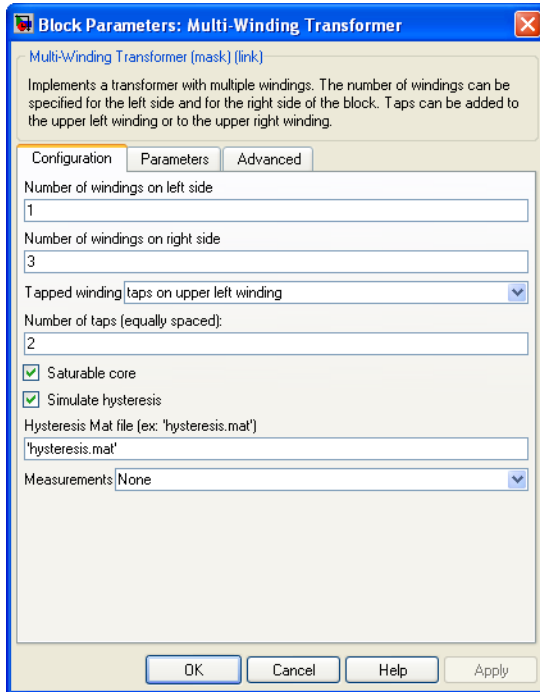 Block Parameters: Multi-Winding Transformer
Multi-Winding Transformer (mask) (link)
Implements a transformer with multiple windings. The number of windings can be
specified for the left side and for the right side of the block. Taps can be added to
the upper left winding or to the upper right winding.
Configuration Parameters Advanced
Number of windings on left side
1
Number of windings on right side
3
Tapped winding taps on upper left winding
Number of taps (equally spaced):
2
Saturable core
Simulate hysteresis
Hysteresis Mat file (ex: 'hysteresis.mat')
'hysteresis.mat'
Measurements None
OK Cancel Help Apply